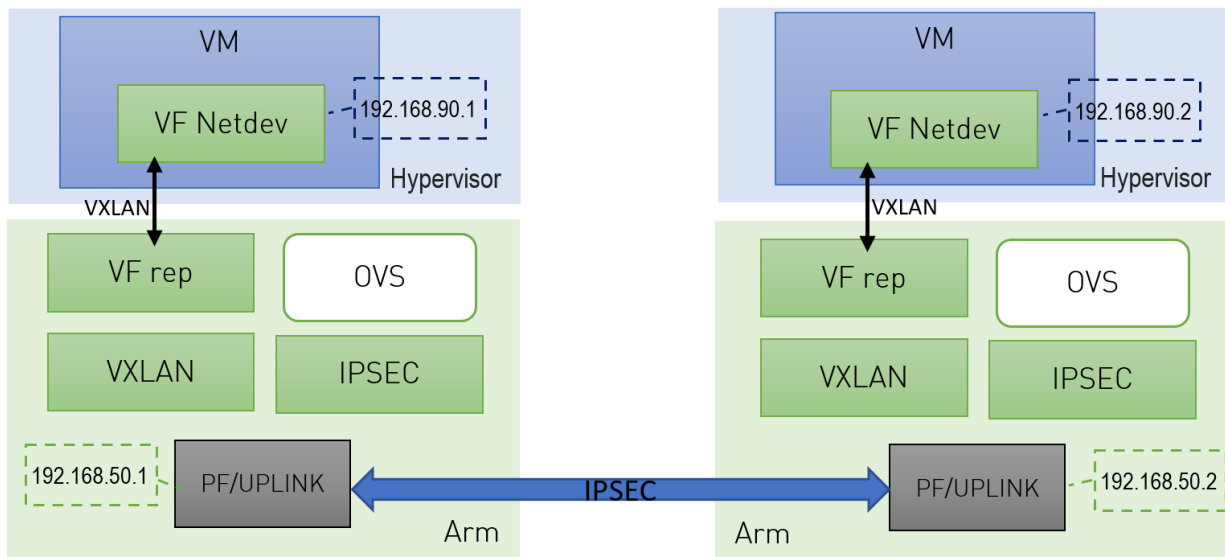 VM
VF Netdev
192.168.90.1
Hypervisor
VXLAN
VF rep
OVS
VXLAN
IPSEC
192.168.50.1
PF/UPLINK
Arm
IPSEC
VM
VF Netdev
192.168.90.2
Hypervisor
VXLAN
VF rep
OVS
VXLAN
IPSEC
PF/UPLINK
192.168.50.2
Arm